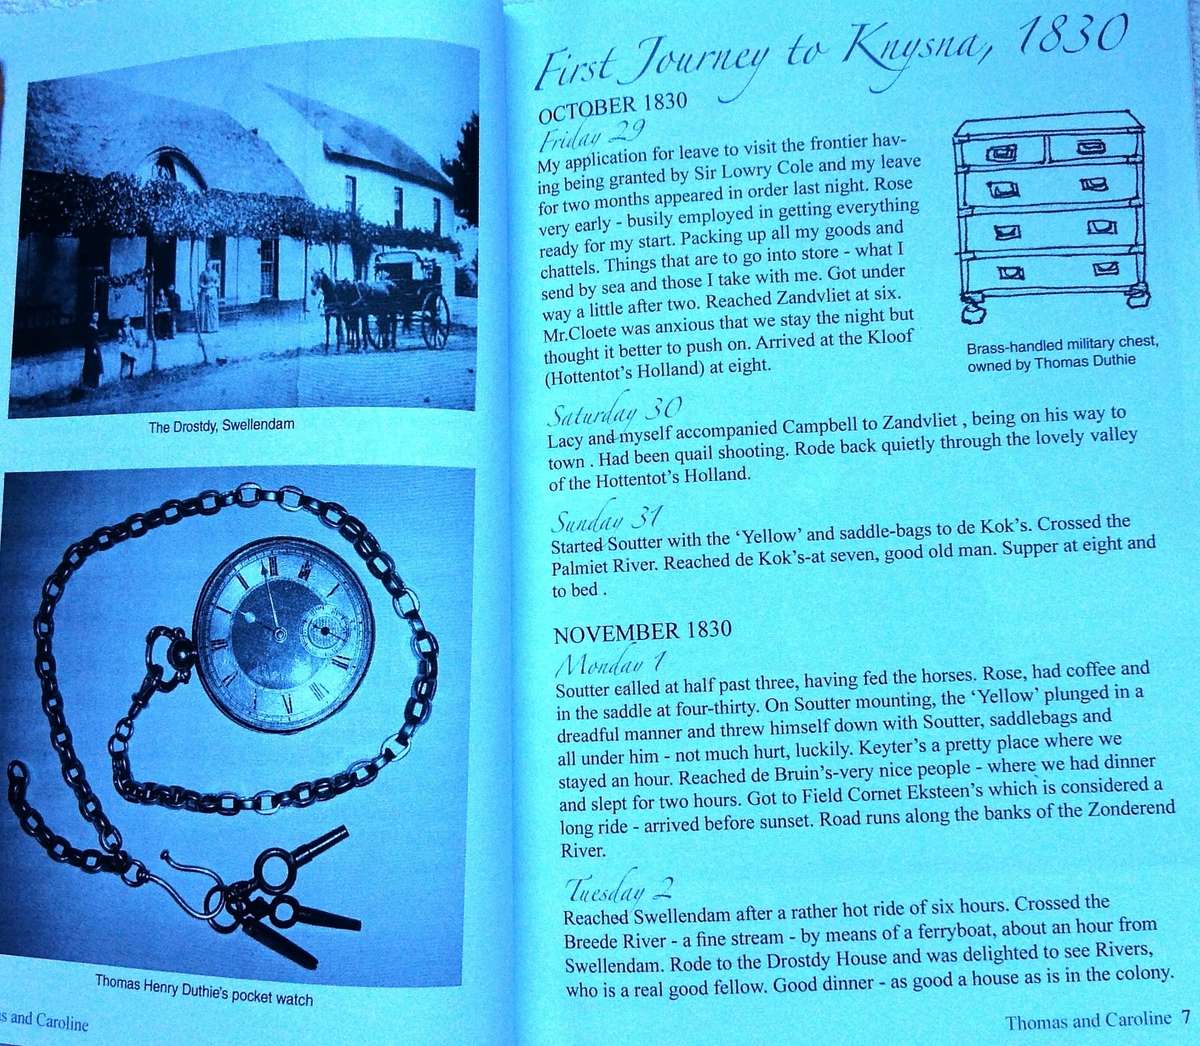 The Drostdy, Swellendam
Thomas Henry Duthie's pocket watch
s and Caroline
First Journey to Knysna, 1830
OCTOBER 1830
Friday 29
My application for leave to visit the frontier hav-
ing being granted by Sir Lowry Cole and my leave
for two months appeared in order last night. Rose
very early - busily employed in getting everything
ready for my start. Packing up all my goods and
chattels. Things that are to go into store - what I
send by sea and those I take with me. Got under
way a little after two. Reached Zandvliet at six.
Mr.Cloete was anxious that we stay the night but
thought it better to push on. Arrived at the Kloof
(Hottentot's Holland) at eight.
Brass-handled military chest,
owned by Thomas Duthie
Saturday 30
Lacy and myself accompanied Campbell to Zandvliet , being on his way to
town . Had been quail shooting. Rode back quietly through the lovely valley
of the Hottentot's Holland.
Sunday 31
Started Soutter with the 'Yellow' and saddle-bags to de Kok's. Crossed the
Palmiet River. Reached de Kok's-at seven, good old man. Supper at eight and
to bed .
NOVEMBER 1830
Monday 1
Soutter called at half past three, having fed the horses. Rose, had coffee and
in the saddle at four-thirty. On Soutter mounting, the 'Yellow' plunged in a
dreadful manner and threw himself down with Soutter, saddlebags and
all under him - not much hurt, luckily. Keyter's a pretty place where we
stayed an hour. Reached de Bruin's-very nice people - where we had dinner
and slept for two hours. Got to Field Cornet Eksteen's which is considered a
long ride - arrived before sunset. Road runs along the banks of the Zonderend
River.
Tuesday 2
Reached Swellendam after a rather hot ride of six hours. Crossed the
Breede River - a fine stream - by means of a ferryboat, about an hour from
Swellendam. Rode to the Drostdy House and was delighted to see Rivers,
who is a real good fellow. Good dinner - as good a house as is in the colony.
Thomas and Caroline 7